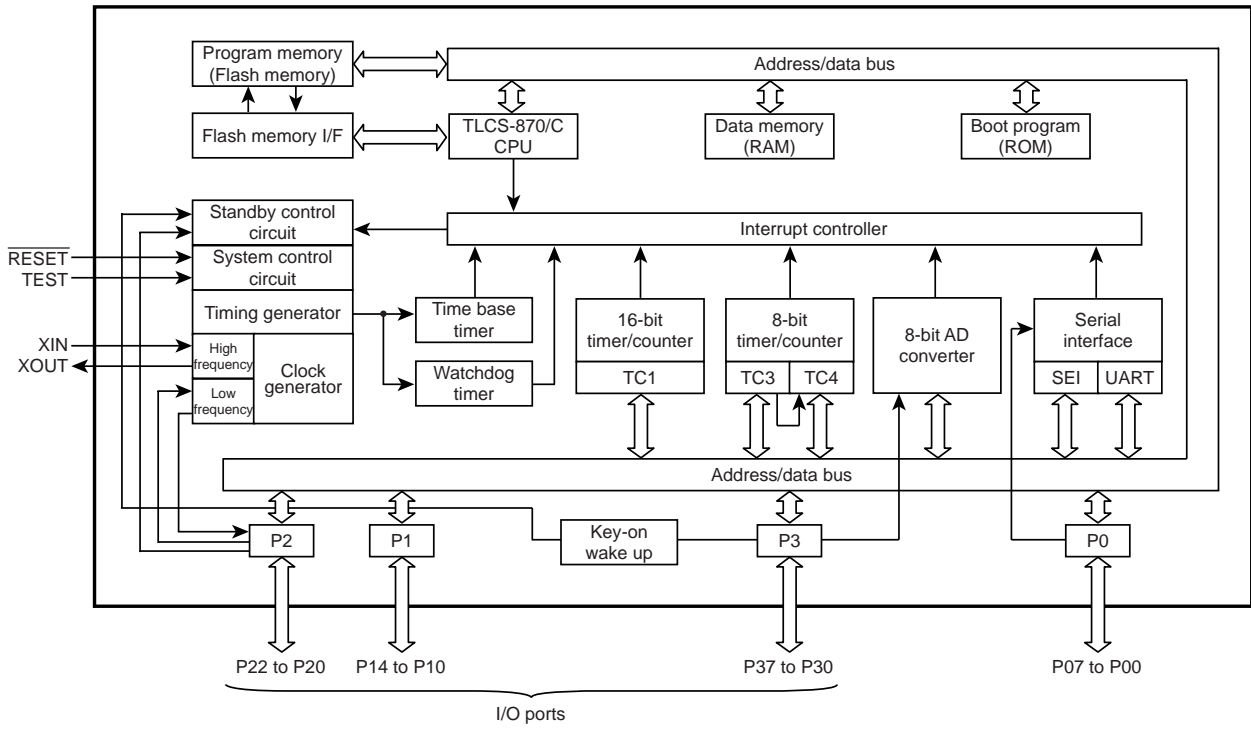 Program memory
(Flash memory)
Address/data bus
Flash memory I/F
TLCS-870/C
CPU
Data memory
(RAM)
Boot program
(ROM)
Standby control
circuit
Interrupt controller
RESET
TEST
System control
circuit
Timing generator
Time base
timer
16-bit
timer/counter
TC1
8-bit
timer/counter
TC3
TC4
8-bit AD
converter
Serial
interface
SEI
UART
XIN
XOUT
High
frequency
Low
frequency
Clock
generator
Watchdog
timer
Address/data bus
P2
P1
Key-on
wake up
P3
P0
P22 to P20
P14 to P10
P37 to P30
P07 to P00
I/O ports